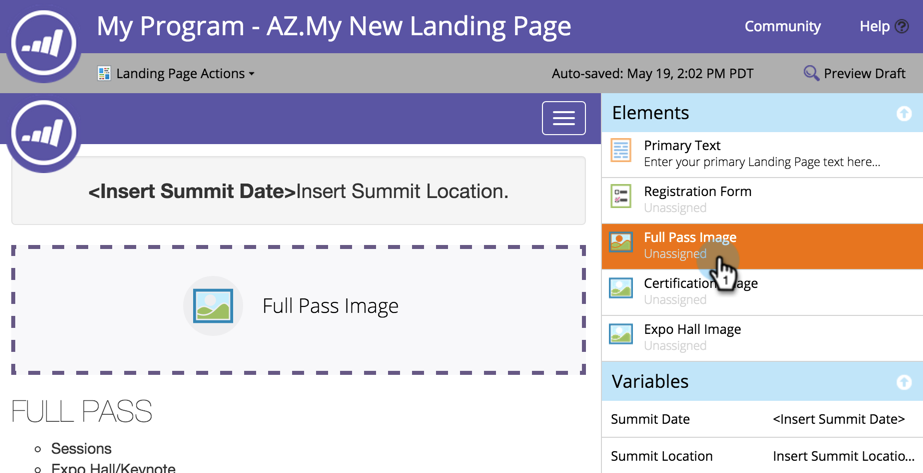 My Program - AZ.My New Landing Page
Community
Help
Landing Page Actions
Auto-saved: May 19, 2:02 PM PDT
Preview Draft
<Insert Summit Date>Insert Summit Location.
Full Pass Image
FULL PASS
Sessions
Expo Hall/Keynote
Elements
Primary Text
Enter your primary Landing Page text here...
Registration Form
Unassigned
Full Pass Image
Unassigned
1
Certification Image
Unassigned
Expo Hall Image
Unassigned
Variables
Summit Date
<Insert Summit Date>
Summit Location
Insert Summit Locatio...